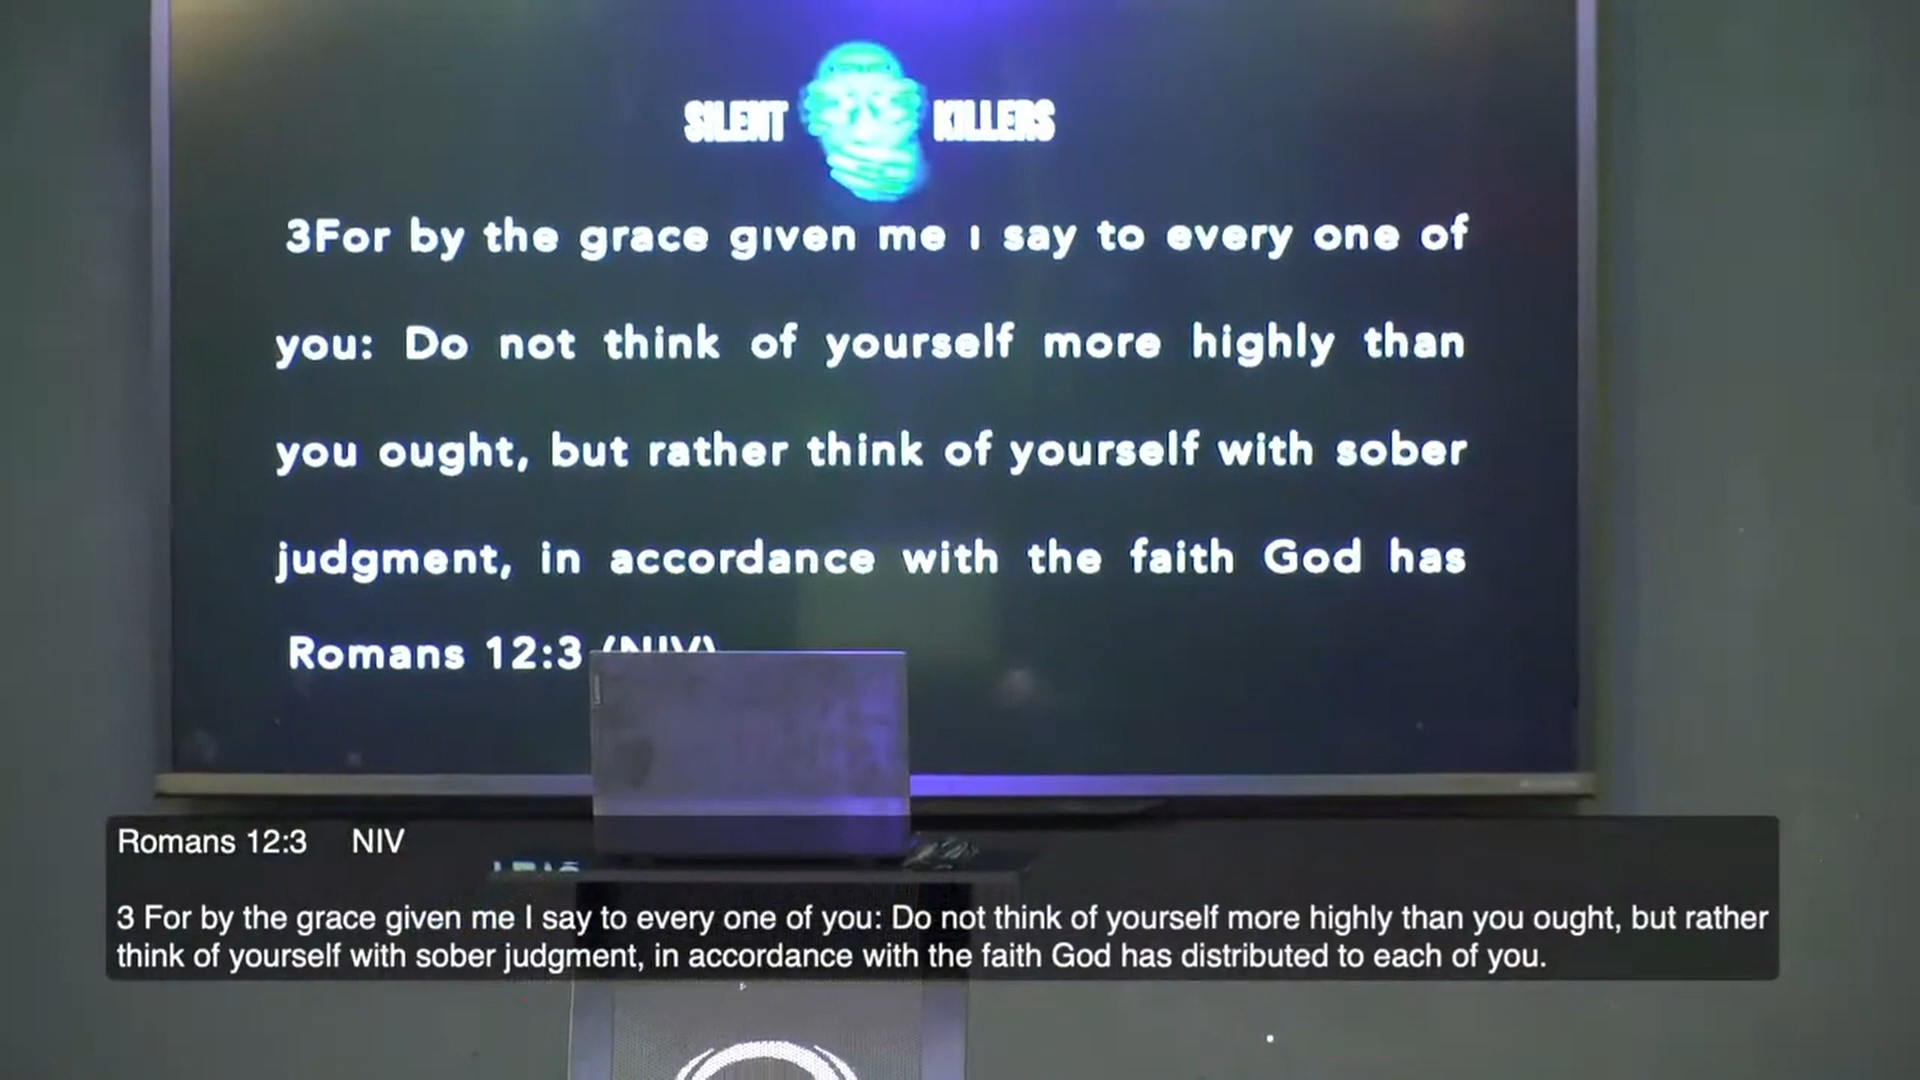 SILENT KILLERS
3For by the grace given me I say to every one of
you: Do not think of yourself more highly than
you ought, but rather think of yourself with sober
judgment, in accordance with the faith God has
Romans 12:3 (NIV)
Romans 12:3 NIV
3 For by the grace given me I say to every one of you: Do not think of yourself more highly than you ought, but rather
think of yourself with sober judgment, in accordance with the faith God has distributed to each of you.